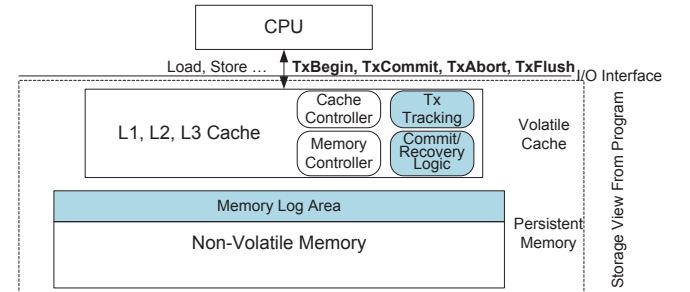 CPU
Load, Store … TxBegin, TxCommit, TxAbort, TxFlush
I/O Interface
L1, L2, L3 Cache
Cache
Controller
Tx
Tracking
Memory
Controller
Commit/
Recovery
Logic
Volatile
Cache
Memory Log Area
Non-Volatile Memory
Persistent
Memory
Storage View From Program